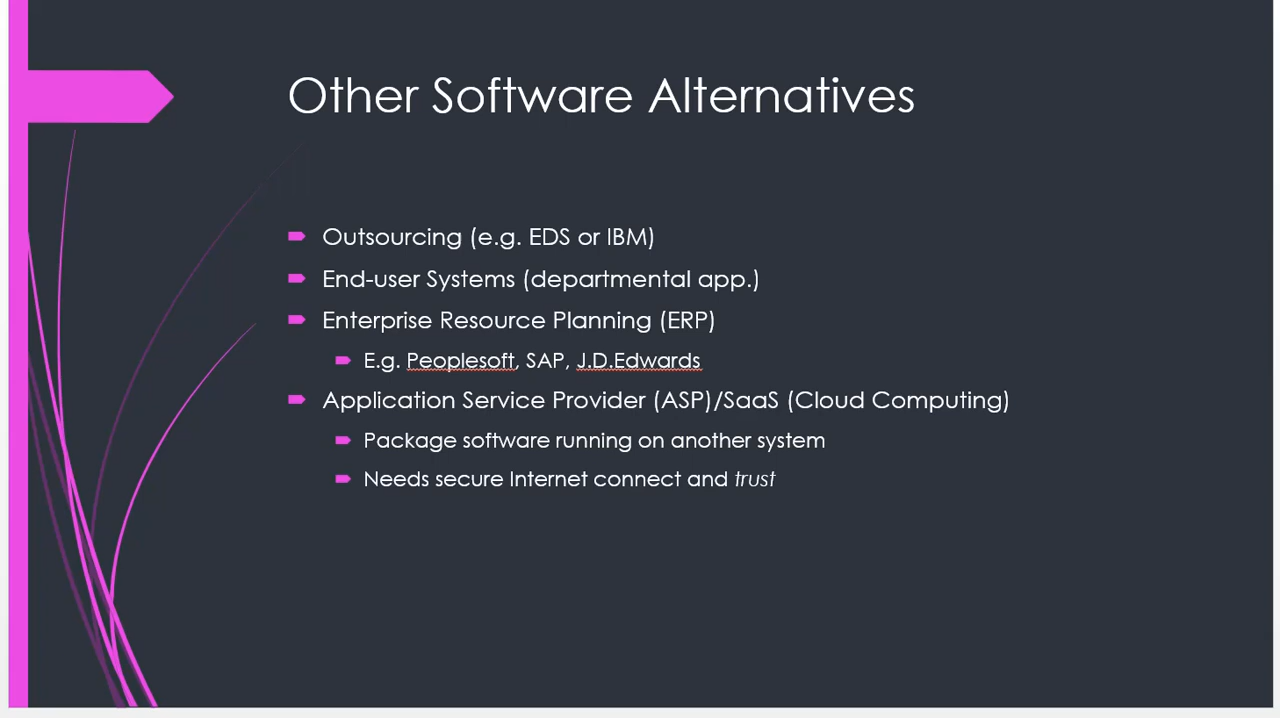 Other Software Alternatives
Outsourcing (e.g. EDS or IBM)
End-user Systems (departmental app.)
Enterprise Resource Planning (ERP)
E.g. Peoplesoft, SAP, J.D.Edwards
Application Service Provider (ASP)/SaaS (Cloud Computing)
Package software running on another system
Needs secure Internet connect and trust